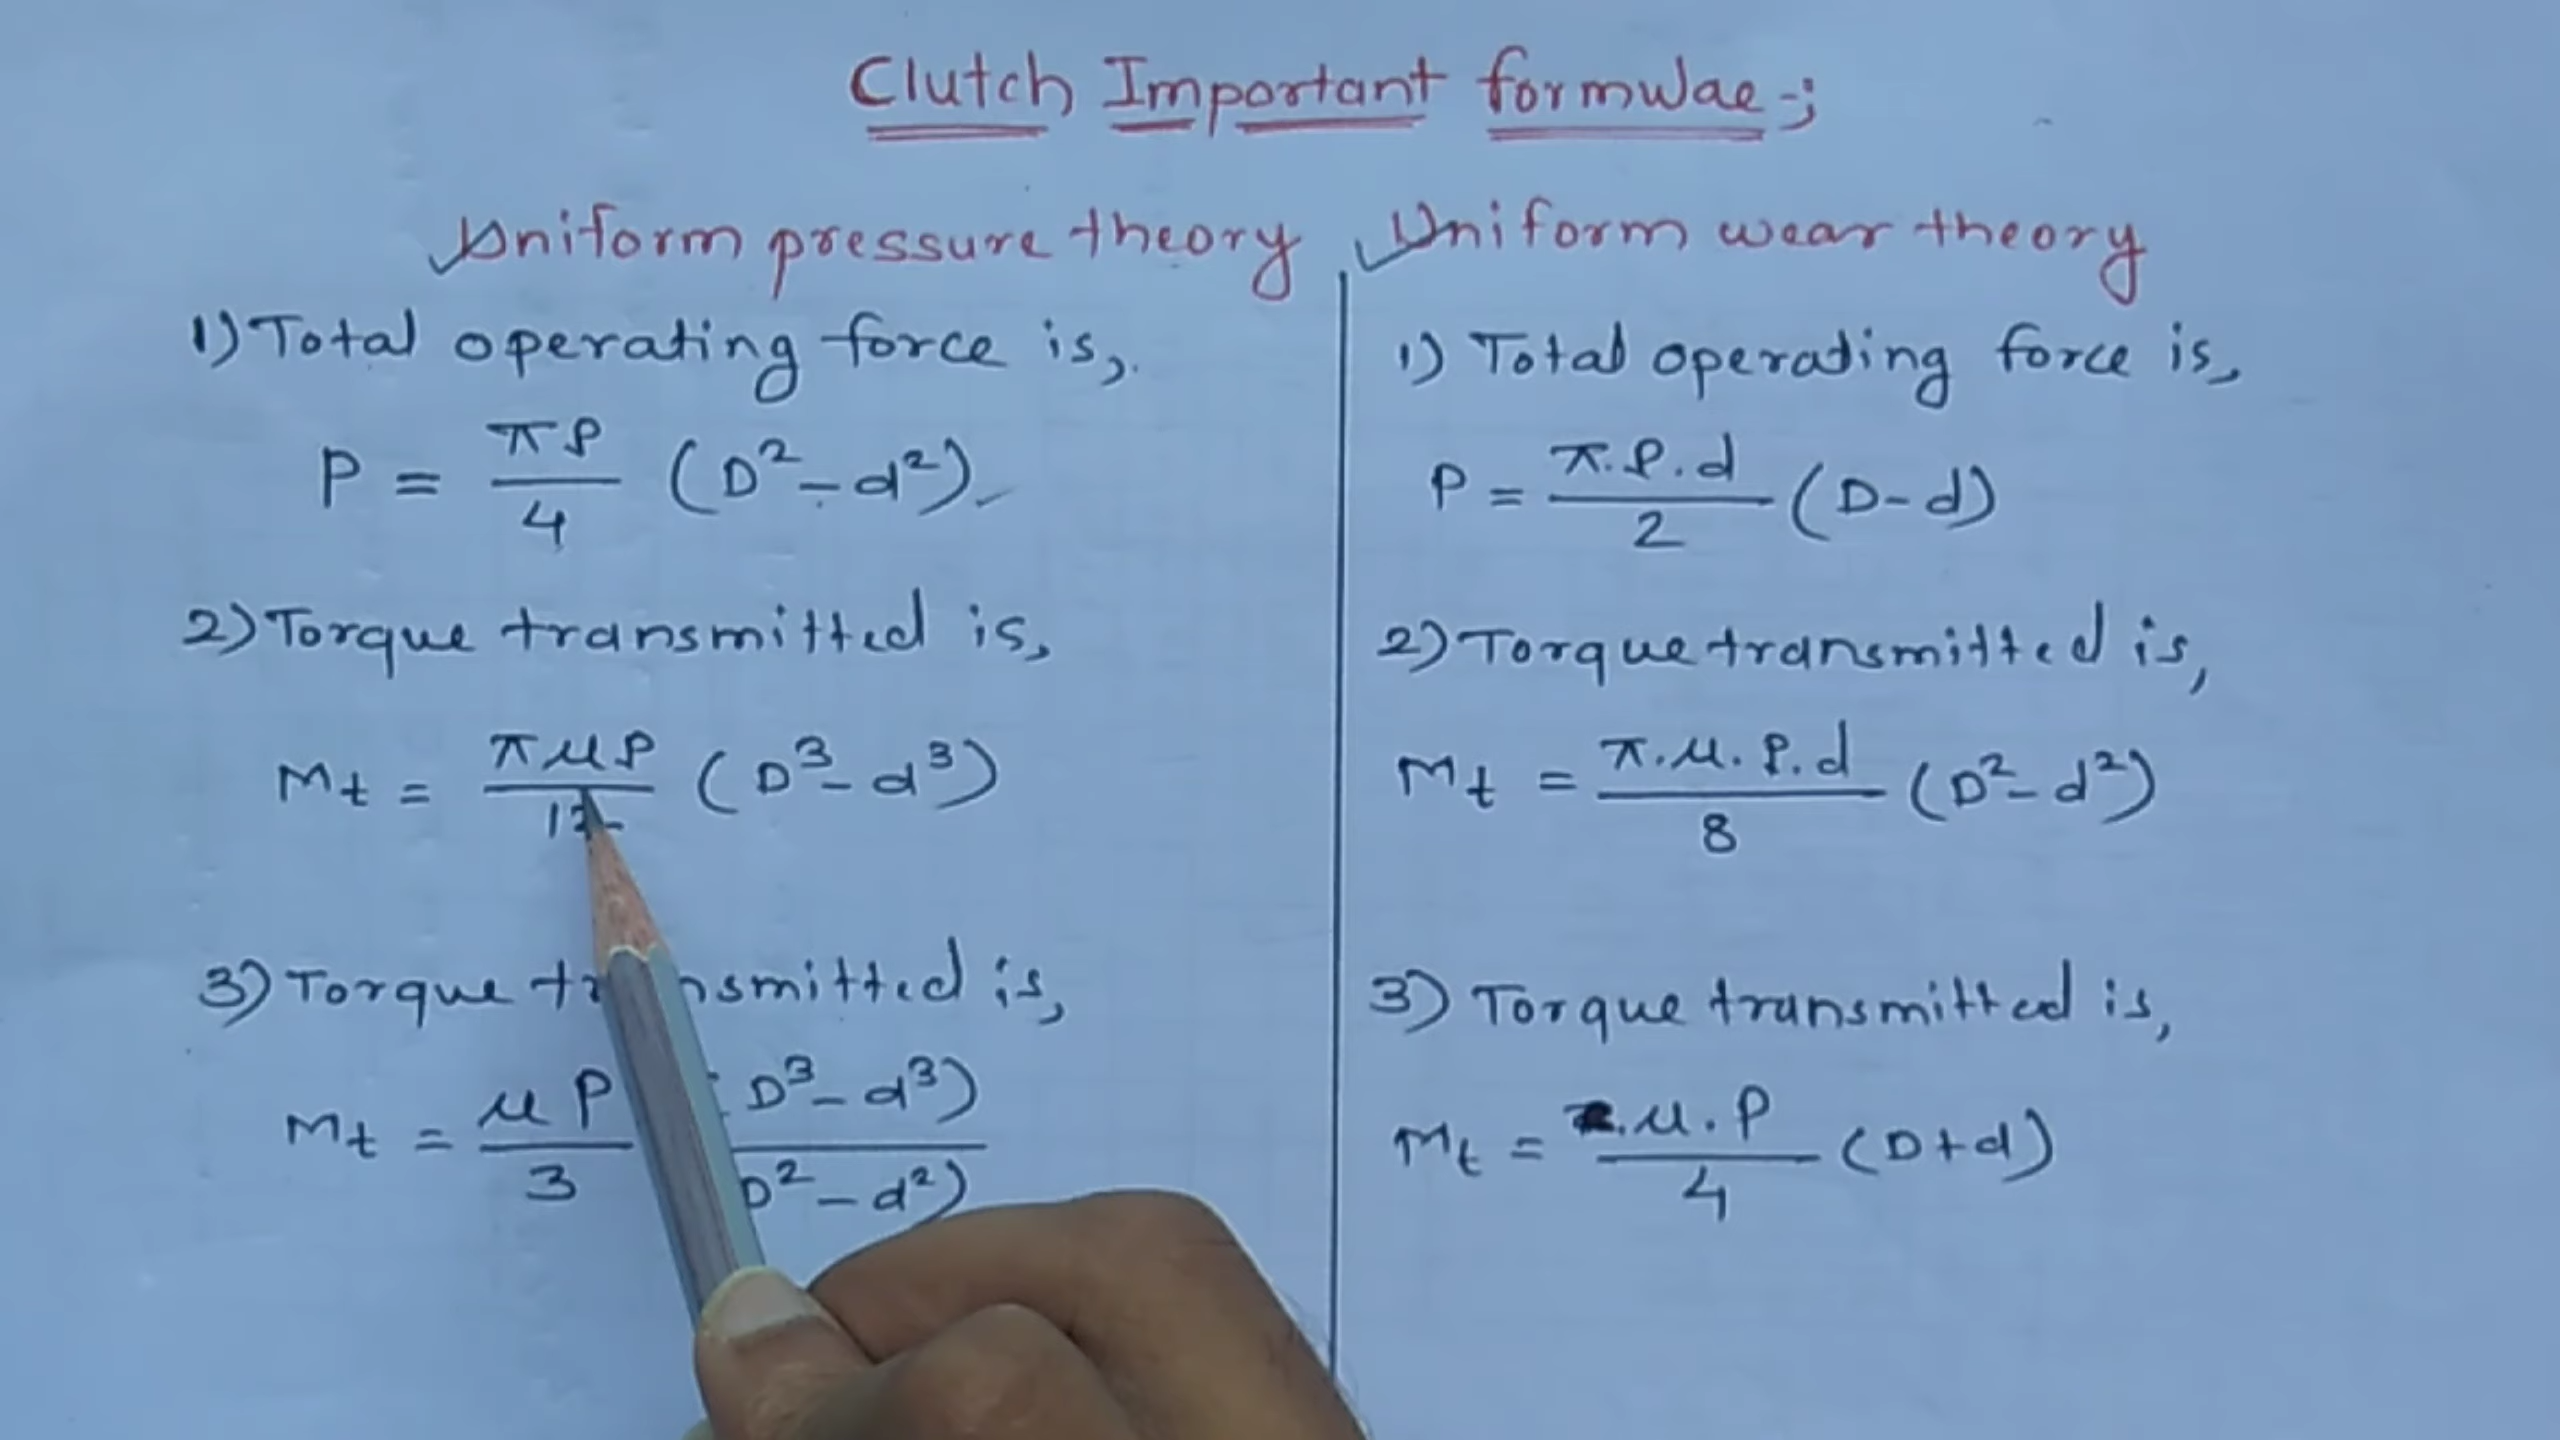 Clutch Important formulae -;
Uniform pressure theory
1) Total operating force is,
P = πp/4 (D² - d²)
2) Torque transmitted is,
Mt = πμp/12 (D³ - d³)
3) Torque transmitted is,
Mt = μP/3 (D³ - d³)/(D² - d²)
Uniform wear theory
1) Total operating force is,
P = π.p.d/2 (D - d)
2) Torque transmitted is,
Mt = π.μ.p.d/8 (D² - d²)
3) Torque transmitted is,
Mt = .μ.P/4 (D + d)